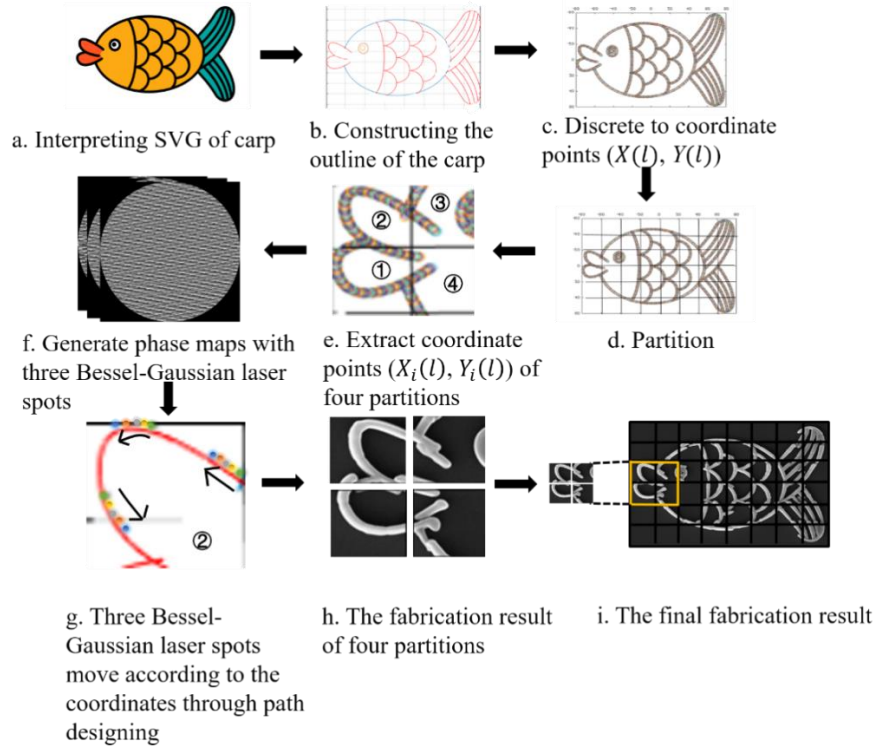 a. Interpreting SVG of carp
b. Constructing the
outline of the carp
c. Discrete to coordinate
points (X(l), Y(l))
d. Partition
①
②
③
④
e. Extract coordinate
points (Xᵢ(l), Yᵢ(l)) of
four partitions
f. Generate phase maps with
three Bessel-Gaussian laser
spots
②
g. Three Bessel-
Gaussian laser spots
move according to the
coordinates through path
designing
h. The fabrication result
of four partitions
i. The final fabrication result